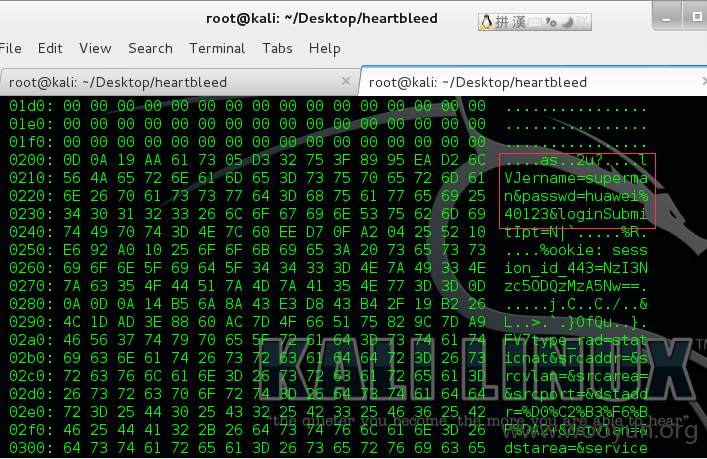 root@kali: ~/Desktop/heartbleed
拼 漢
File Edit View Search Terminal Tabs Help
root@kali: ~/Desktop/heartbleed × root@kali: ~/Desktop/heartbleed
01d0: 00 00 00 00 00 00 00 00 00 00 00 00 00 00 00 00 ................
01e0: 00 00 00 00 00 00 00 00 00 00 00 00 00 00 00 00 ................
01f0: 00 00 00 00 00 00 00 00 00 00 00 00 00 00 00 00 ................
0200: 0D 0A 19 AA 61 73 05 D3 32 75 3F 89 95 EA D2 6C ....as..2u?....l
0210: 56 4A 65 72 6E 61 6D 65 3D 73 75 70 65 72 6D 61 VJername=superma
0220: 6E 26 70 61 73 73 77 64 3D 68 75 61 77 65 69 25 n&passwd=huawei%
0230: 34 30 31 32 33 26 6C 6F 67 69 6E 53 75 62 6D 69 40123&loginSubmi
0240: 74 49 70 74 3D 4E 7C 60 EE D7 0F A2 04 25 52 10 tIpt=N|`.....%R.
0250: E6 92 A0 10 25 6F 6F 6B 69 65 3A 20 73 65 73 73 ....%ookie: sess
0260: 69 6F 6E 5F 69 64 5F 34 34 33 3D 4E 7A 49 33 4E ion_id_443=NzI3N
0270: 7A 63 35 4F 44 51 7A 4D 7A 41 35 4E 77 3D 3D 0D zc5ODQzMzA5Nw==.
0280: 0A 0D 0A 14 B5 6A 8A 43 E3 D8 43 B4 2F 19 B2 26 .....j.C..C./..&
0290: 4C 1D AD 3E 88 60 AC 7D 4F 66 51 75 82 9C 7D A9 L..>.`.}OfQu..}.
02a0: 46 56 37 74 79 70 65 5F 72 61 64 3D 73 74 61 74 FV7type_rad=stat
02b0: 69 63 6E 61 74 26 73 72 63 61 64 64 72 3D 26 73 icnat&srcaddr=&s
02c0: 72 63 76 6C 61 6E 3D 26 73 72 63 61 72 65 61 3D rcvlan=&srcarea=
02d0: 26 73 72 63 70 6F 72 74 3D 26 64 73 74 61 64 64 &srcport=&dstadd
02e0: 72 3D 25 44 30 25 43 32 25 42 33 25 46 36 25 42 r=%D0%C2%B3%F6%B
02f0: 46 25 44 41 32 2B 26 64 73 74 76 6C 61 6E 3D 26 F%DA2+&dstvlan=&
0300: 64 73 74 61 72 65 61 3D 26 73 65 72 76 69 63 65 dstarea=&service
KALI LINUX™
"the quieter you become, the more you are able to hear"
www.wooyun.org